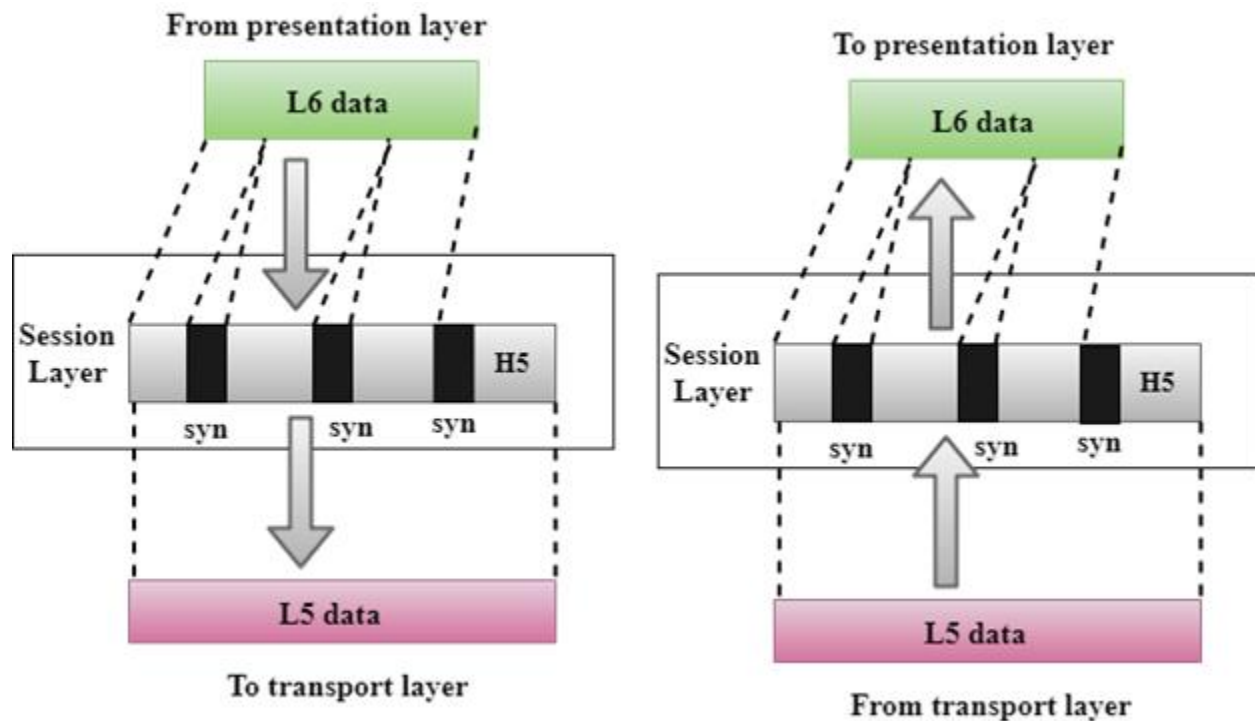 From presentation layer
L6 data
Session
Layer
H5
syn
syn
syn
L5 data
To transport layer
To presentation layer
L6 data
Session
Layer
H5
syn
syn
syn
L5 data
From transport layer